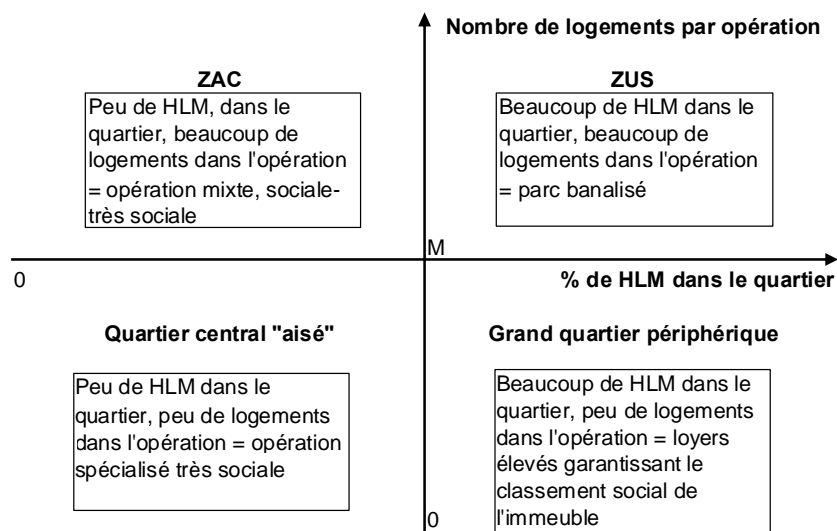 Nombre de logements par opération
ZAC
Peu de HLM, dans le
quartier, beaucoup de
logements dans l'opération
= opération mixte, sociale-
très sociale
ZUS
Beaucoup de HLM dans le
quartier, beaucoup de
logements dans l'opération
= parc banalisé
M
0
% de HLM dans le quartier
Quartier central "aisé"
Peu de HLM dans le
quartier, peu de logements
dans l'opération = opération
spécialisé très sociale
Grand quartier périphérique
Beaucoup de HLM dans le
quartier, peu de logements
dans l'opération = loyers
élevés garantissant le
classement social de
l'immeuble
0